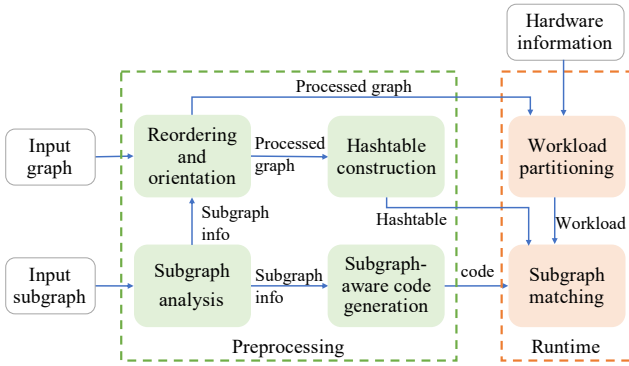 Hardware
information
Processed graph
Input
graph
Reordering
and
orientation
Processed
graph
Hashtable
construction
Workload
partitioning
Subgraph
info
Hashtable
Workload
Input
subgraph
Subgraph
analysis
Subgraph
info
Subgraph-
aware code
generation
code
Subgraph
matching
Preprocessing
Runtime